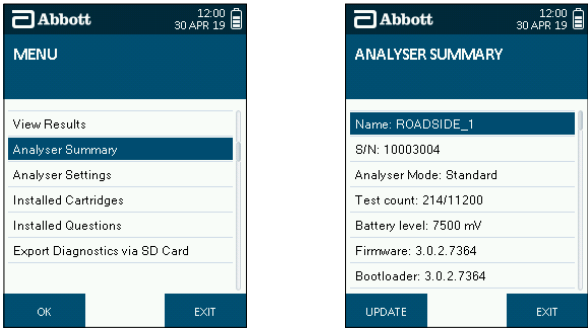 Abbott
12:00
30 APR 19
MENU
View Results
Analyser Summary
Analyser Settings
Installed Cartridges
Installed Questions
Export Diagnostics via SD Card
OK
EXIT
Abbott
12:00
30 APR 19
ANALYSER SUMMARY
Name: ROADSIDE_1
S/N: 10003004
Analyser Mode: Standard
Test count: 214/11200
Battery level: 7500 mV
Firmware: 3.0.2.7364
Bootloader: 3.0.2.7364
UPDATE
EXIT